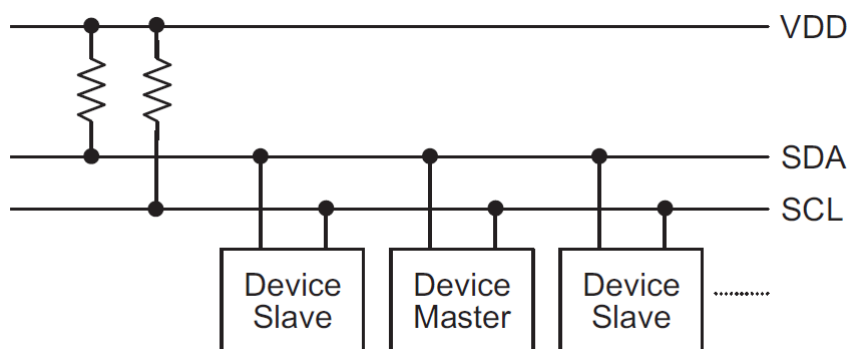 VDD
SDA
SCL
Device
Slave
Device
Master
Device
Slave